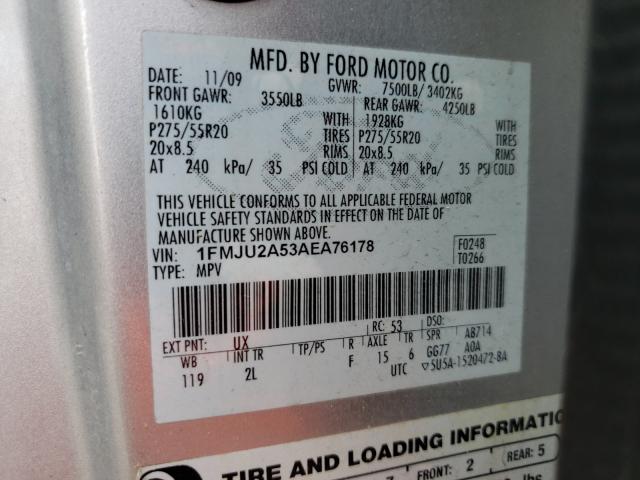 MFD. BY FORD MOTOR CO.
DATE: 11/09 GVWR: 7500LB/ 3402KG
FRONT GAWR: 3550LB REAR GAWR: 4250LB
1610KG WITH 1928KG WITH
P275/55R20 TIRES P275/55R20 TIRES
20x8.5 RIMS 20x8.5 RIMS
AT 240 kPa/ 35 PSI COLD AT 240 kPa/ 35 PSI COLD
THIS VEHICLE CONFORMS TO ALL APPLICABLE FEDERAL MOTOR
VEHICLE SAFETY STANDARDS IN EFFECT ON THE DATE OF
MANUFACTURE SHOWN ABOVE.
VIN: 1FMJU2A53AEA76178 F0248
TYPE: MPV T0266
EXT PNT: UX RC: 53 DSO:
WB INT TR TP/PS R AXLE TR SPR A8714
119 2L F 15 6 GG77 A0A
UTC ▽5U5A-1520472-BA
TIRE AND LOADING INFORMATIO
FRONT: 2 REAR: 5
lbs